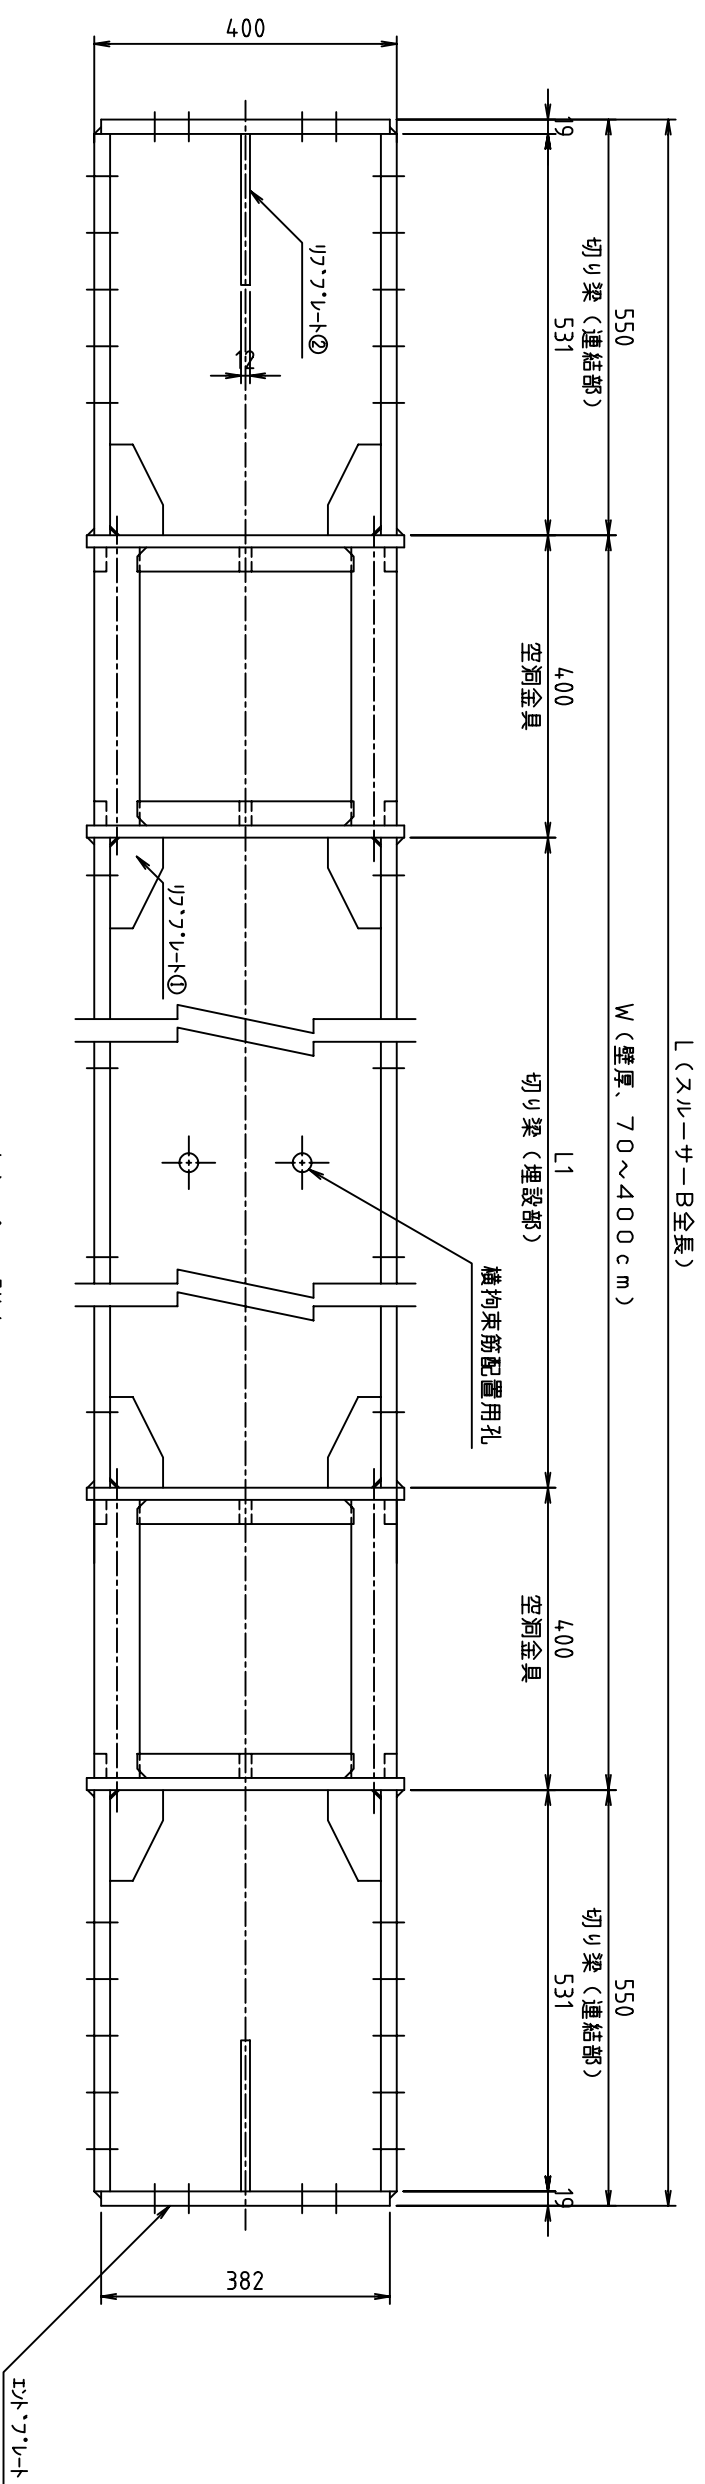 L（スルーサーB全長）
550
W（壁厚、70～400cm）
550
切り梁（連結部）
切り梁（連結部）
19
531
400
L1
400
531
19
空洞金具
切り梁（埋設部）
空洞金具
横拘束筋配置用孔
400
ﾘﾌﾞﾌﾟﾚｰﾄ②
12
ﾘﾌﾞﾌﾟﾚｰﾄ①
382
ｴﾝﾄﾞﾌﾟﾚｰﾄ